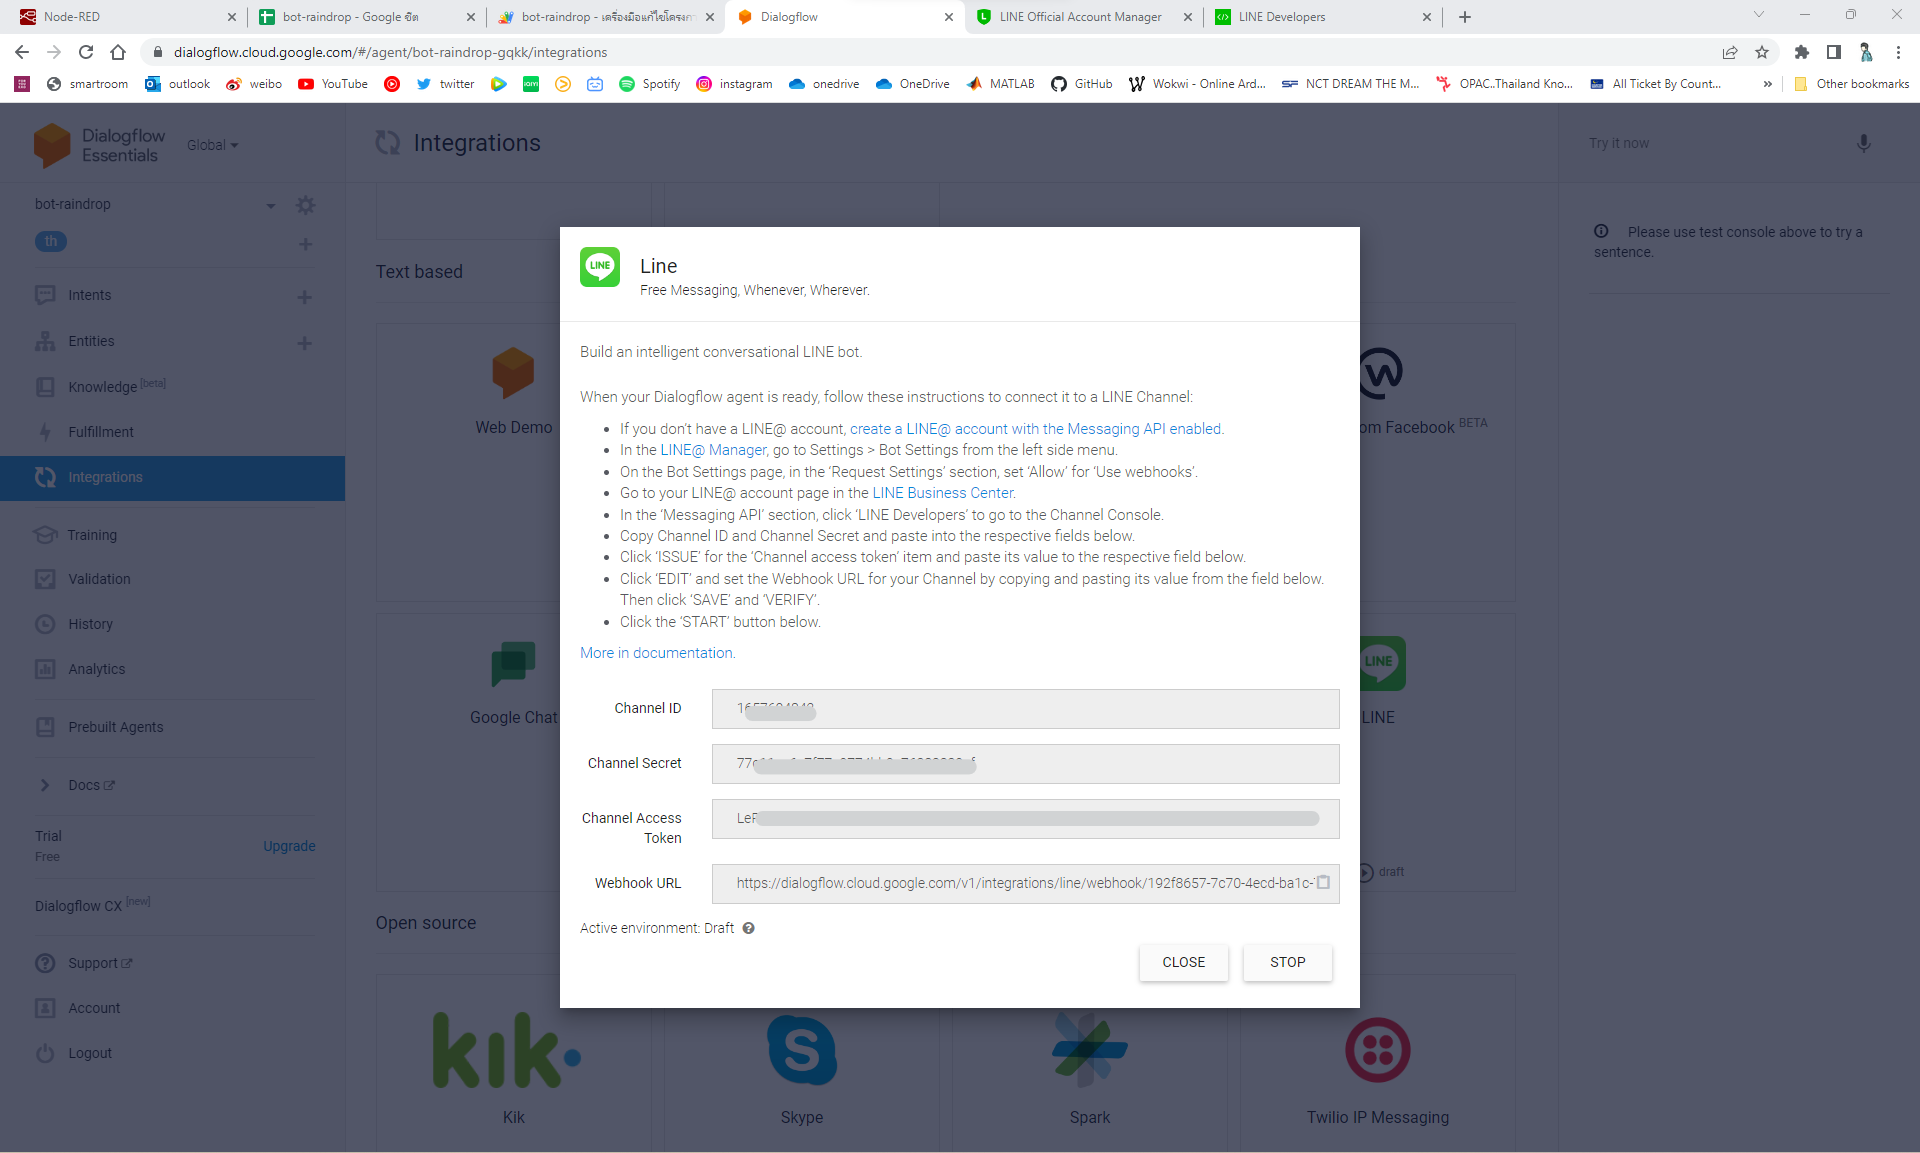 Node-RED
bot-raindrop - Google ชีต
bot-raindrop - เครื่องมือแก้ไขโครงกา
Dialogflow
LINE Official Account Manager
LINE Developers
dialogflow.cloud.google.com/#/agent/bot-raindrop-gqkk/integrations
smartroom
outlook
weibo
YouTube
twitter
Spotify
instagram
onedrive
OneDrive
MATLAB
GitHub
Wokwi - Online Ard...
NCT DREAM THE M...
OPAC..Thailand Kno...
All Ticket By Count...
»
Other bookmarks
Dialogflow
Essentials
Global
Integrations
Try it now
bot-raindrop
th
Please use test console above to try a
sentence.
Intents
Entities
Knowledge [beta]
Fulfillment
Integrations
Training
Validation
History
Analytics
Prebuilt Agents
Docs
Trial
Free
Upgrade
Dialogflow CX [new]
Support
Account
Logout
Text based
Web Demo
om Facebook BETA
Google Chat
LINE
LINE
draft
Open source
kik
Kik
Skype
Spark
Twilio IP Messaging
LINE
Line
Free Messaging, Whenever, Wherever.
Build an intelligent conversational LINE bot.
When your Dialogflow agent is ready, follow these instructions to connect it to a LINE Channel:
• If you don’t have a LINE@ account, create a LINE@ account with the Messaging API enabled.
• In the LINE@ Manager, go to Settings > Bot Settings from the left side menu.
• On the Bot Settings page, in the ‘Request Settings’ section, set ‘Allow’ for ‘Use webhooks’.
• Go to your LINE@ account page in the LINE Business Center.
• In the ‘Messaging API’ section, click ‘LINE Developers’ to go to the Channel Console.
• Copy Channel ID and Channel Secret and paste into the respective fields below.
• Click ‘ISSUE’ for the ‘Channel access token’ item and paste its value to the respective field below.
• Click ‘EDIT’ and set the Webhook URL for your Channel by copying and pasting its value from the field below.
Then click ‘SAVE’ and ‘VERIFY’.
• Click the ‘START’ button below.
More in documentation.
Channel ID
Channel Secret
Channel Access
Token
Webhook URL
https://dialogflow.cloud.google.com/v1/integrations/line/webhook/192f8657-7c70-4ecd-ba1c-
Active environment: Draft
CLOSE
STOP